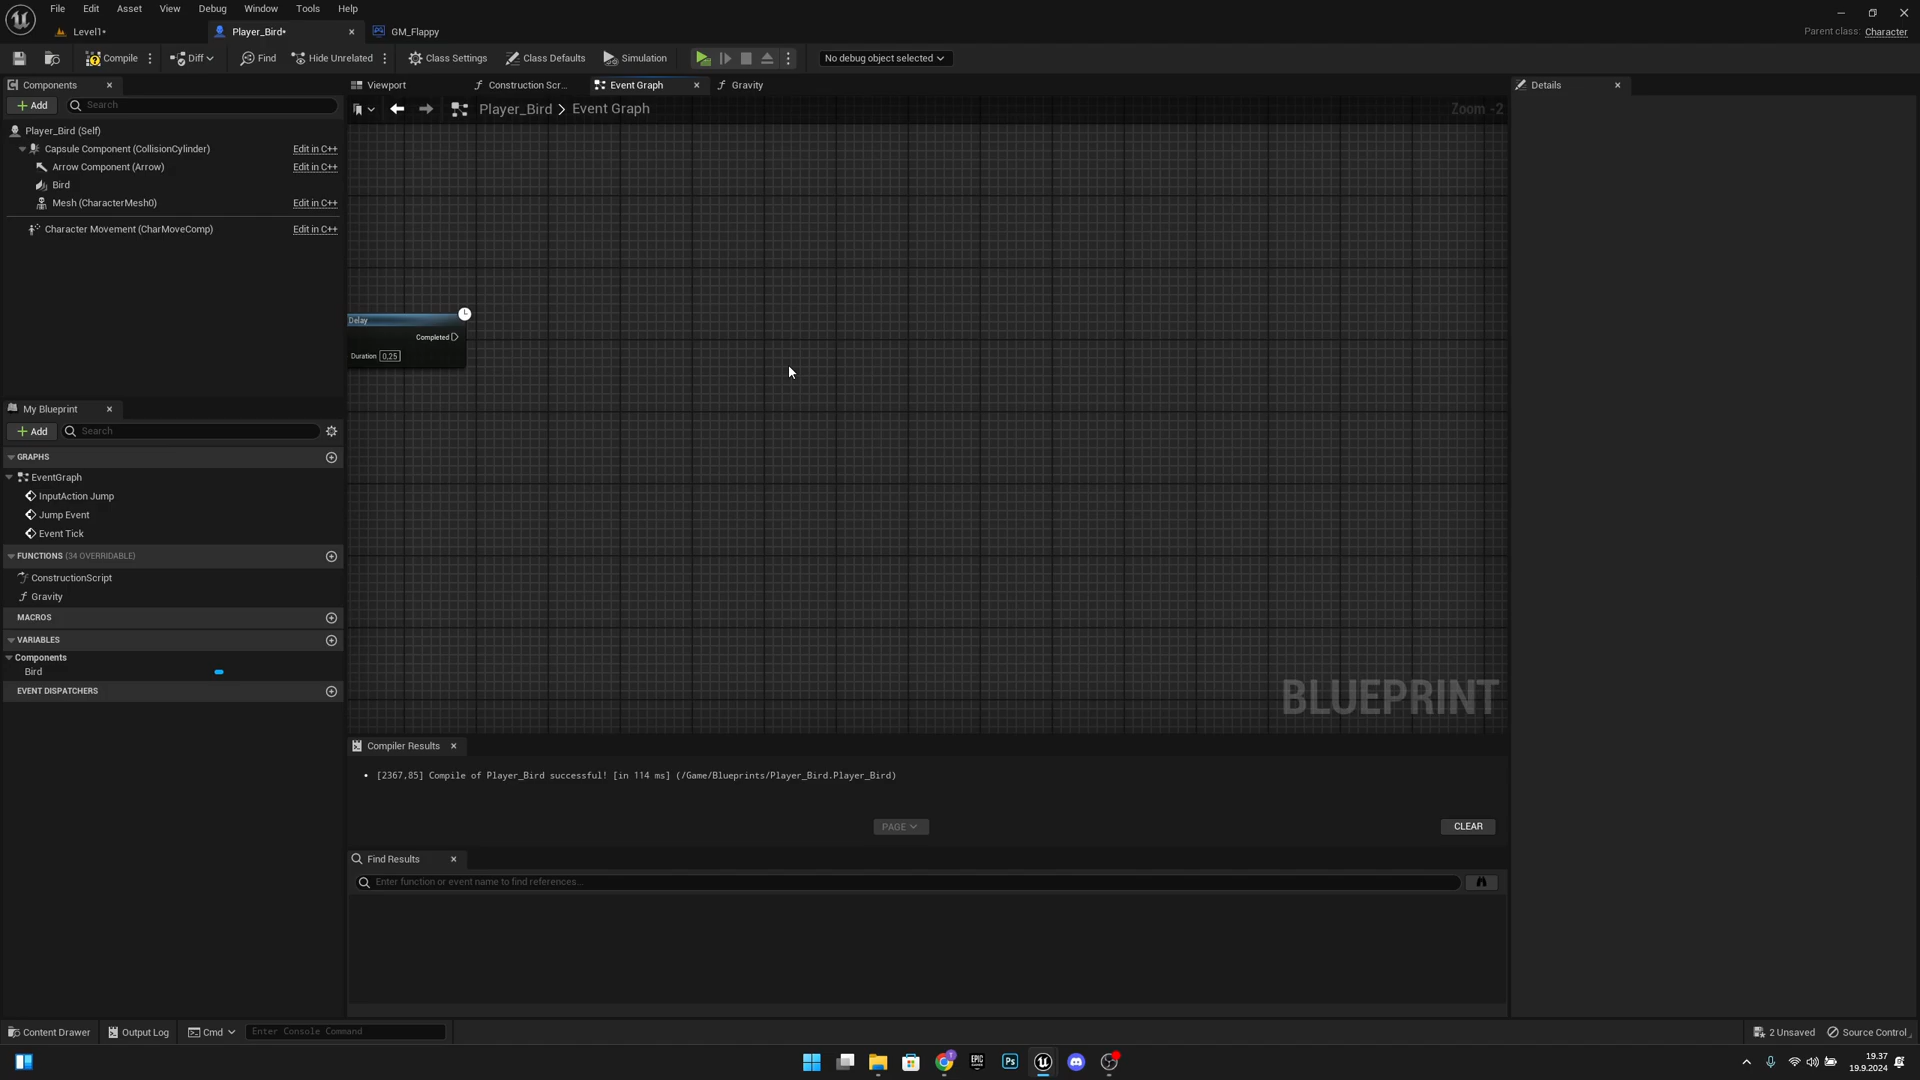 File Edit Asset View Debug Window Tools Help
Level1*
Player_Bird*
GM_Flappy
Parent class: Character
Compile
Diff
Find
Hide Unrelated
Class Settings
Class Defaults
Simulation
No debug object selected
Components
Viewport
Construction Scr...
Event Graph
Gravity
Details
Add
Search
Player_Bird > Event Graph
Zoom -2
Player_Bird (Self)
Capsule Component (CollisionCylinder) Edit in C++
Arrow Component (Arrow) Edit in C++
Bird
Mesh (CharacterMesh0) Edit in C++
Character Movement (CharMoveComp) Edit in C++
Delay
Completed
Duration 0,25
My Blueprint
Add
Search
GRAPHS
EventGraph
InputAction Jump
Jump Event
Event Tick
FUNCTIONS (34 OVERRIDABLE)
ConstructionScript
Gravity
MACROS
VARIABLES
Components
Bird
EVENT DISPATCHERS
BLUEPRINT
Compiler Results
[2367,85] Compile of Player_Bird successful! [in 114 ms] (/Game/Blueprints/Player_Bird.Player_Bird)
PAGE
CLEAR
Find Results
Enter function or event name to find references...
Content Drawer
Output Log
Cmd
Enter Console Command
2 Unsaved
Source Control
Ps
19.37
19.9.2024